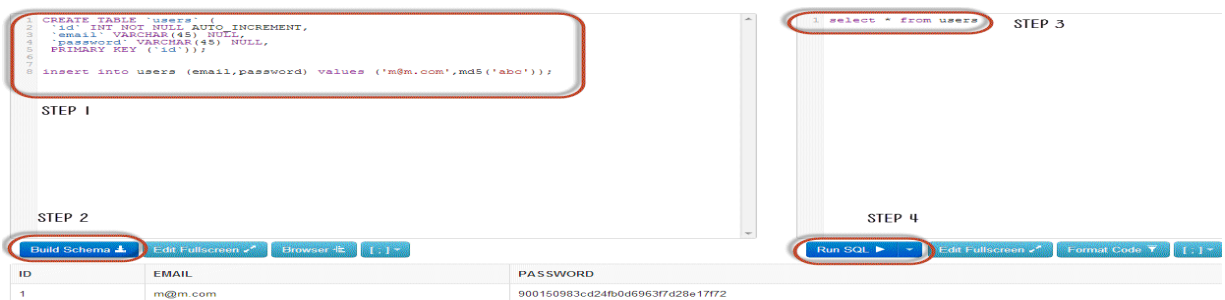 1 CREATE TABLE `users` (
2 `id` INT NOT NULL AUTO_INCREMENT,
3 `email` VARCHAR(45) NULL,
4 `password` VARCHAR(45) NULL,
5 PRIMARY KEY (`id`));
6
7
8 insert into users (email,password) values ('m@m.com',md5('abc'));
STEP 1
STEP 2
Build Schema Edit Fullscreen Browser [ ; ]
1 select * from users
STEP 3
STEP 4
Run SQL Edit Fullscreen Format Code [ ; ]
ID EMAIL PASSWORD
1 m@m.com 900150983cd24fb0d6963f7d28e17f72